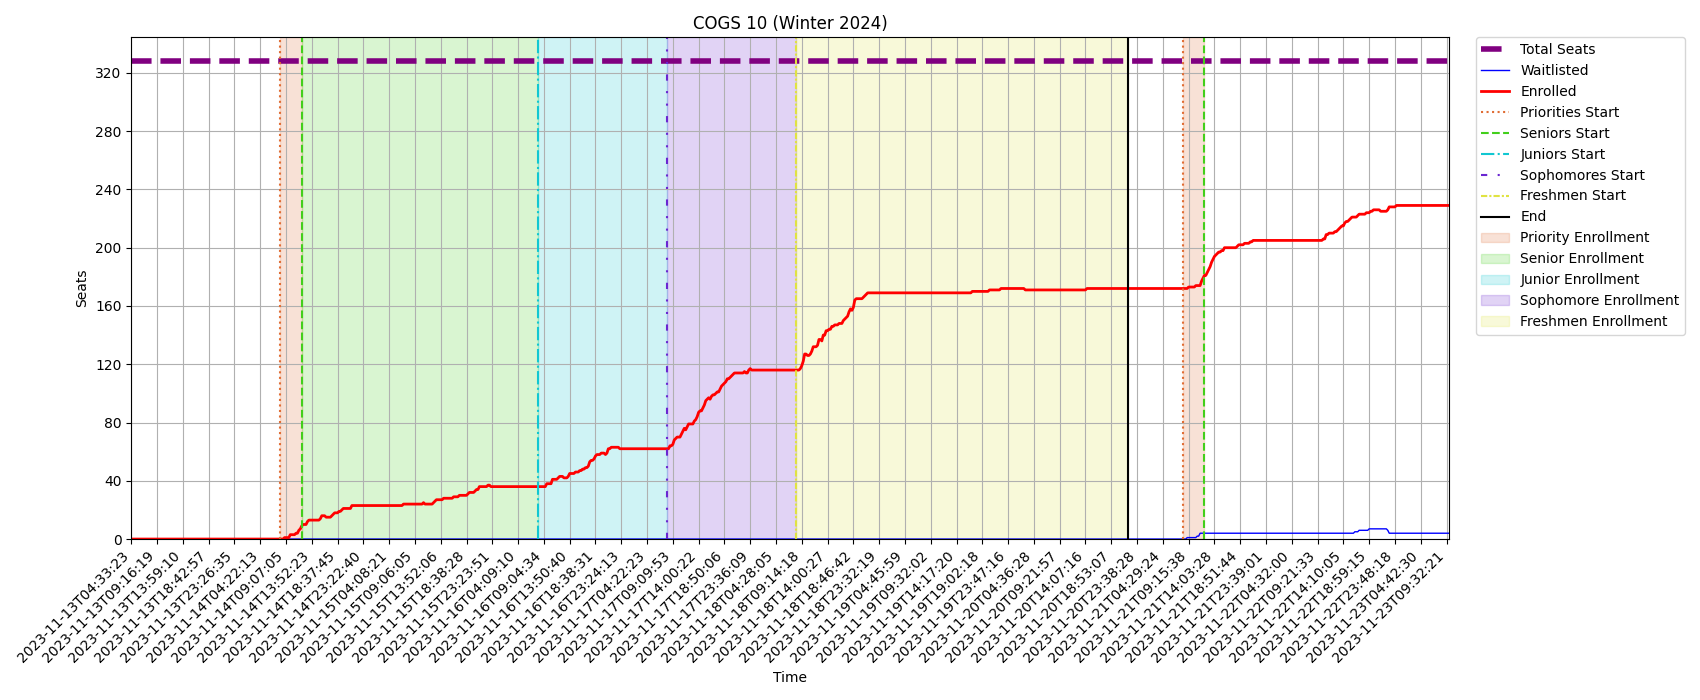 COGS 10 (Winter 2024)
Seats
320
280
240
200
160
120
80
40
0
2023-11-13T04:33:23
2023-11-13T09:16:19
2023-11-13T13:59:10
2023-11-13T18:42:57
2023-11-13T23:26:35
2023-11-14T04:22:13
2023-11-14T09:07:05
2023-11-14T13:52:23
2023-11-14T18:37:45
2023-11-14T23:22:40
2023-11-15T04:08:21
2023-11-15T09:06:05
2023-11-15T13:52:06
2023-11-15T18:38:28
2023-11-15T23:23:51
2023-11-16T04:09:10
2023-11-16T09:04:34
2023-11-16T13:50:40
2023-11-16T18:38:31
2023-11-16T23:24:13
2023-11-17T04:22:23
2023-11-17T09:09:53
2023-11-17T14:00:22
2023-11-17T18:50:06
2023-11-17T23:36:09
2023-11-18T04:28:05
2023-11-18T09:14:18
2023-11-18T14:00:27
2023-11-18T18:46:42
2023-11-18T23:32:19
2023-11-19T04:45:59
2023-11-19T09:32:02
2023-11-19T14:17:20
2023-11-19T19:02:18
2023-11-19T23:47:16
2023-11-20T04:36:28
2023-11-20T09:21:57
2023-11-20T14:07:16
2023-11-20T18:53:07
2023-11-20T23:38:28
2023-11-21T04:29:24
2023-11-21T09:15:38
2023-11-21T14:03:28
2023-11-21T18:51:44
2023-11-21T23:39:01
2023-11-22T04:32:00
2023-11-22T09:21:33
2023-11-22T14:10:05
2023-11-22T18:59:15
2023-11-22T23:48:18
2023-11-23T04:42:30
2023-11-23T09:32:21
Time
Total Seats
Waitlisted
Enrolled
Priorities Start
Seniors Start
Juniors Start
Sophomores Start
Freshmen Start
End
Priority Enrollment
Senior Enrollment
Junior Enrollment
Sophomore Enrollment
Freshmen Enrollment